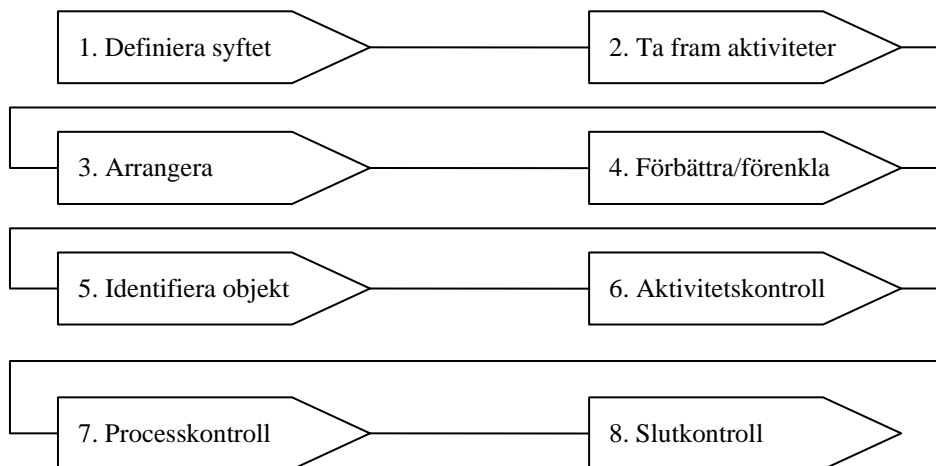 1. Definiera syftet
2. Ta fram aktiviteter
3. Arrangera
4. Förbättra/förenkla
5. Identifiera objekt
6. Aktivitetskontroll
7. Processkontroll
8. Slutkontroll